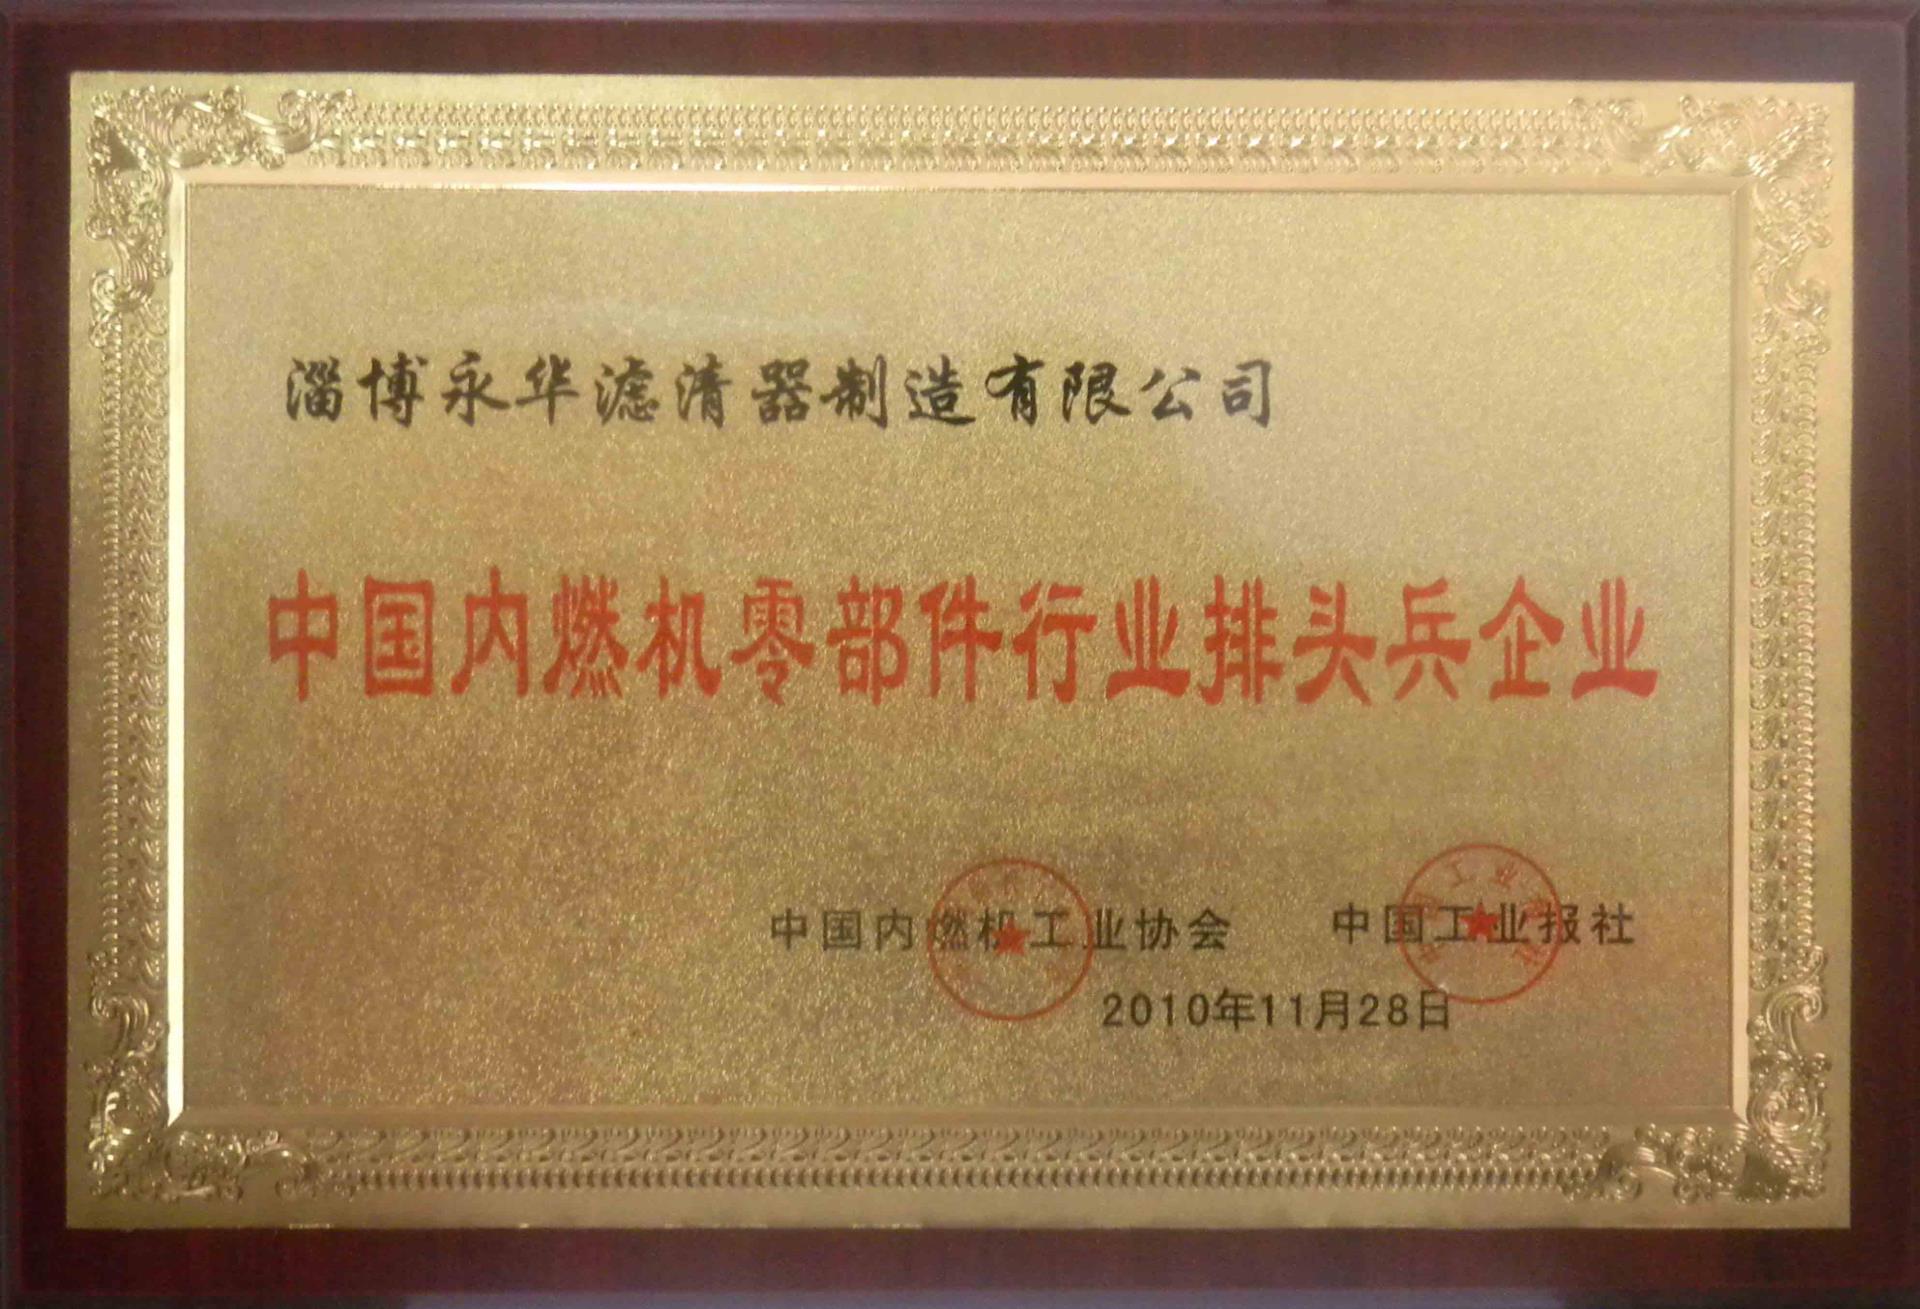 淄博永华滤清器制造有限公司
中国内燃机零部件行业排头兵企业
中国内燃机工业协会 中国工业报社
2010年11月28日